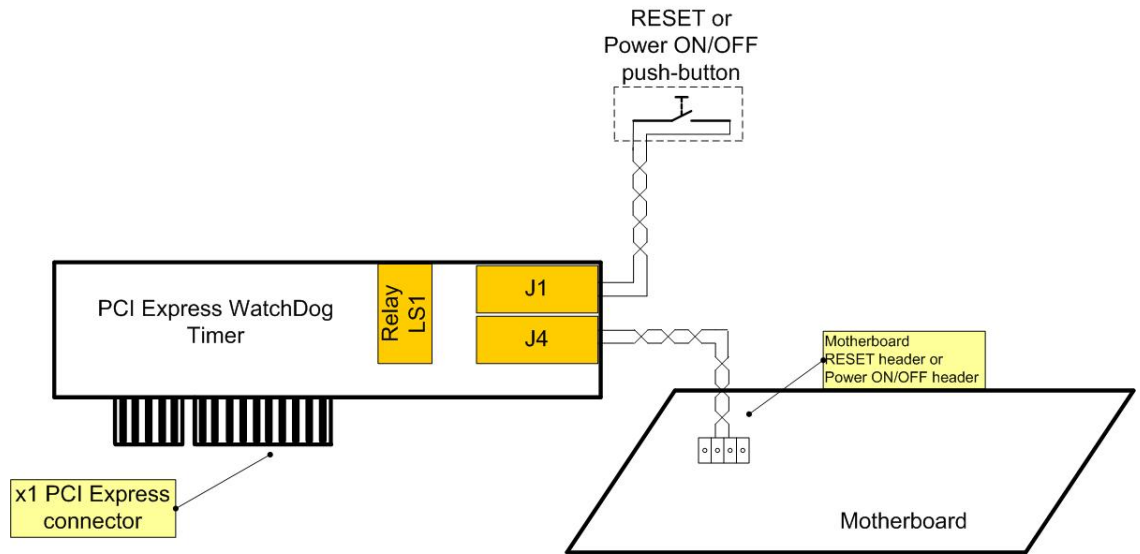 RESET or
Power ON/OFF
push-button
PCI Express WatchDog
Timer
Relay
LS1
J1
J4
Motherboard
RESET header or
Power ON/OFF header
x1 PCI Express
connector
Motherboard